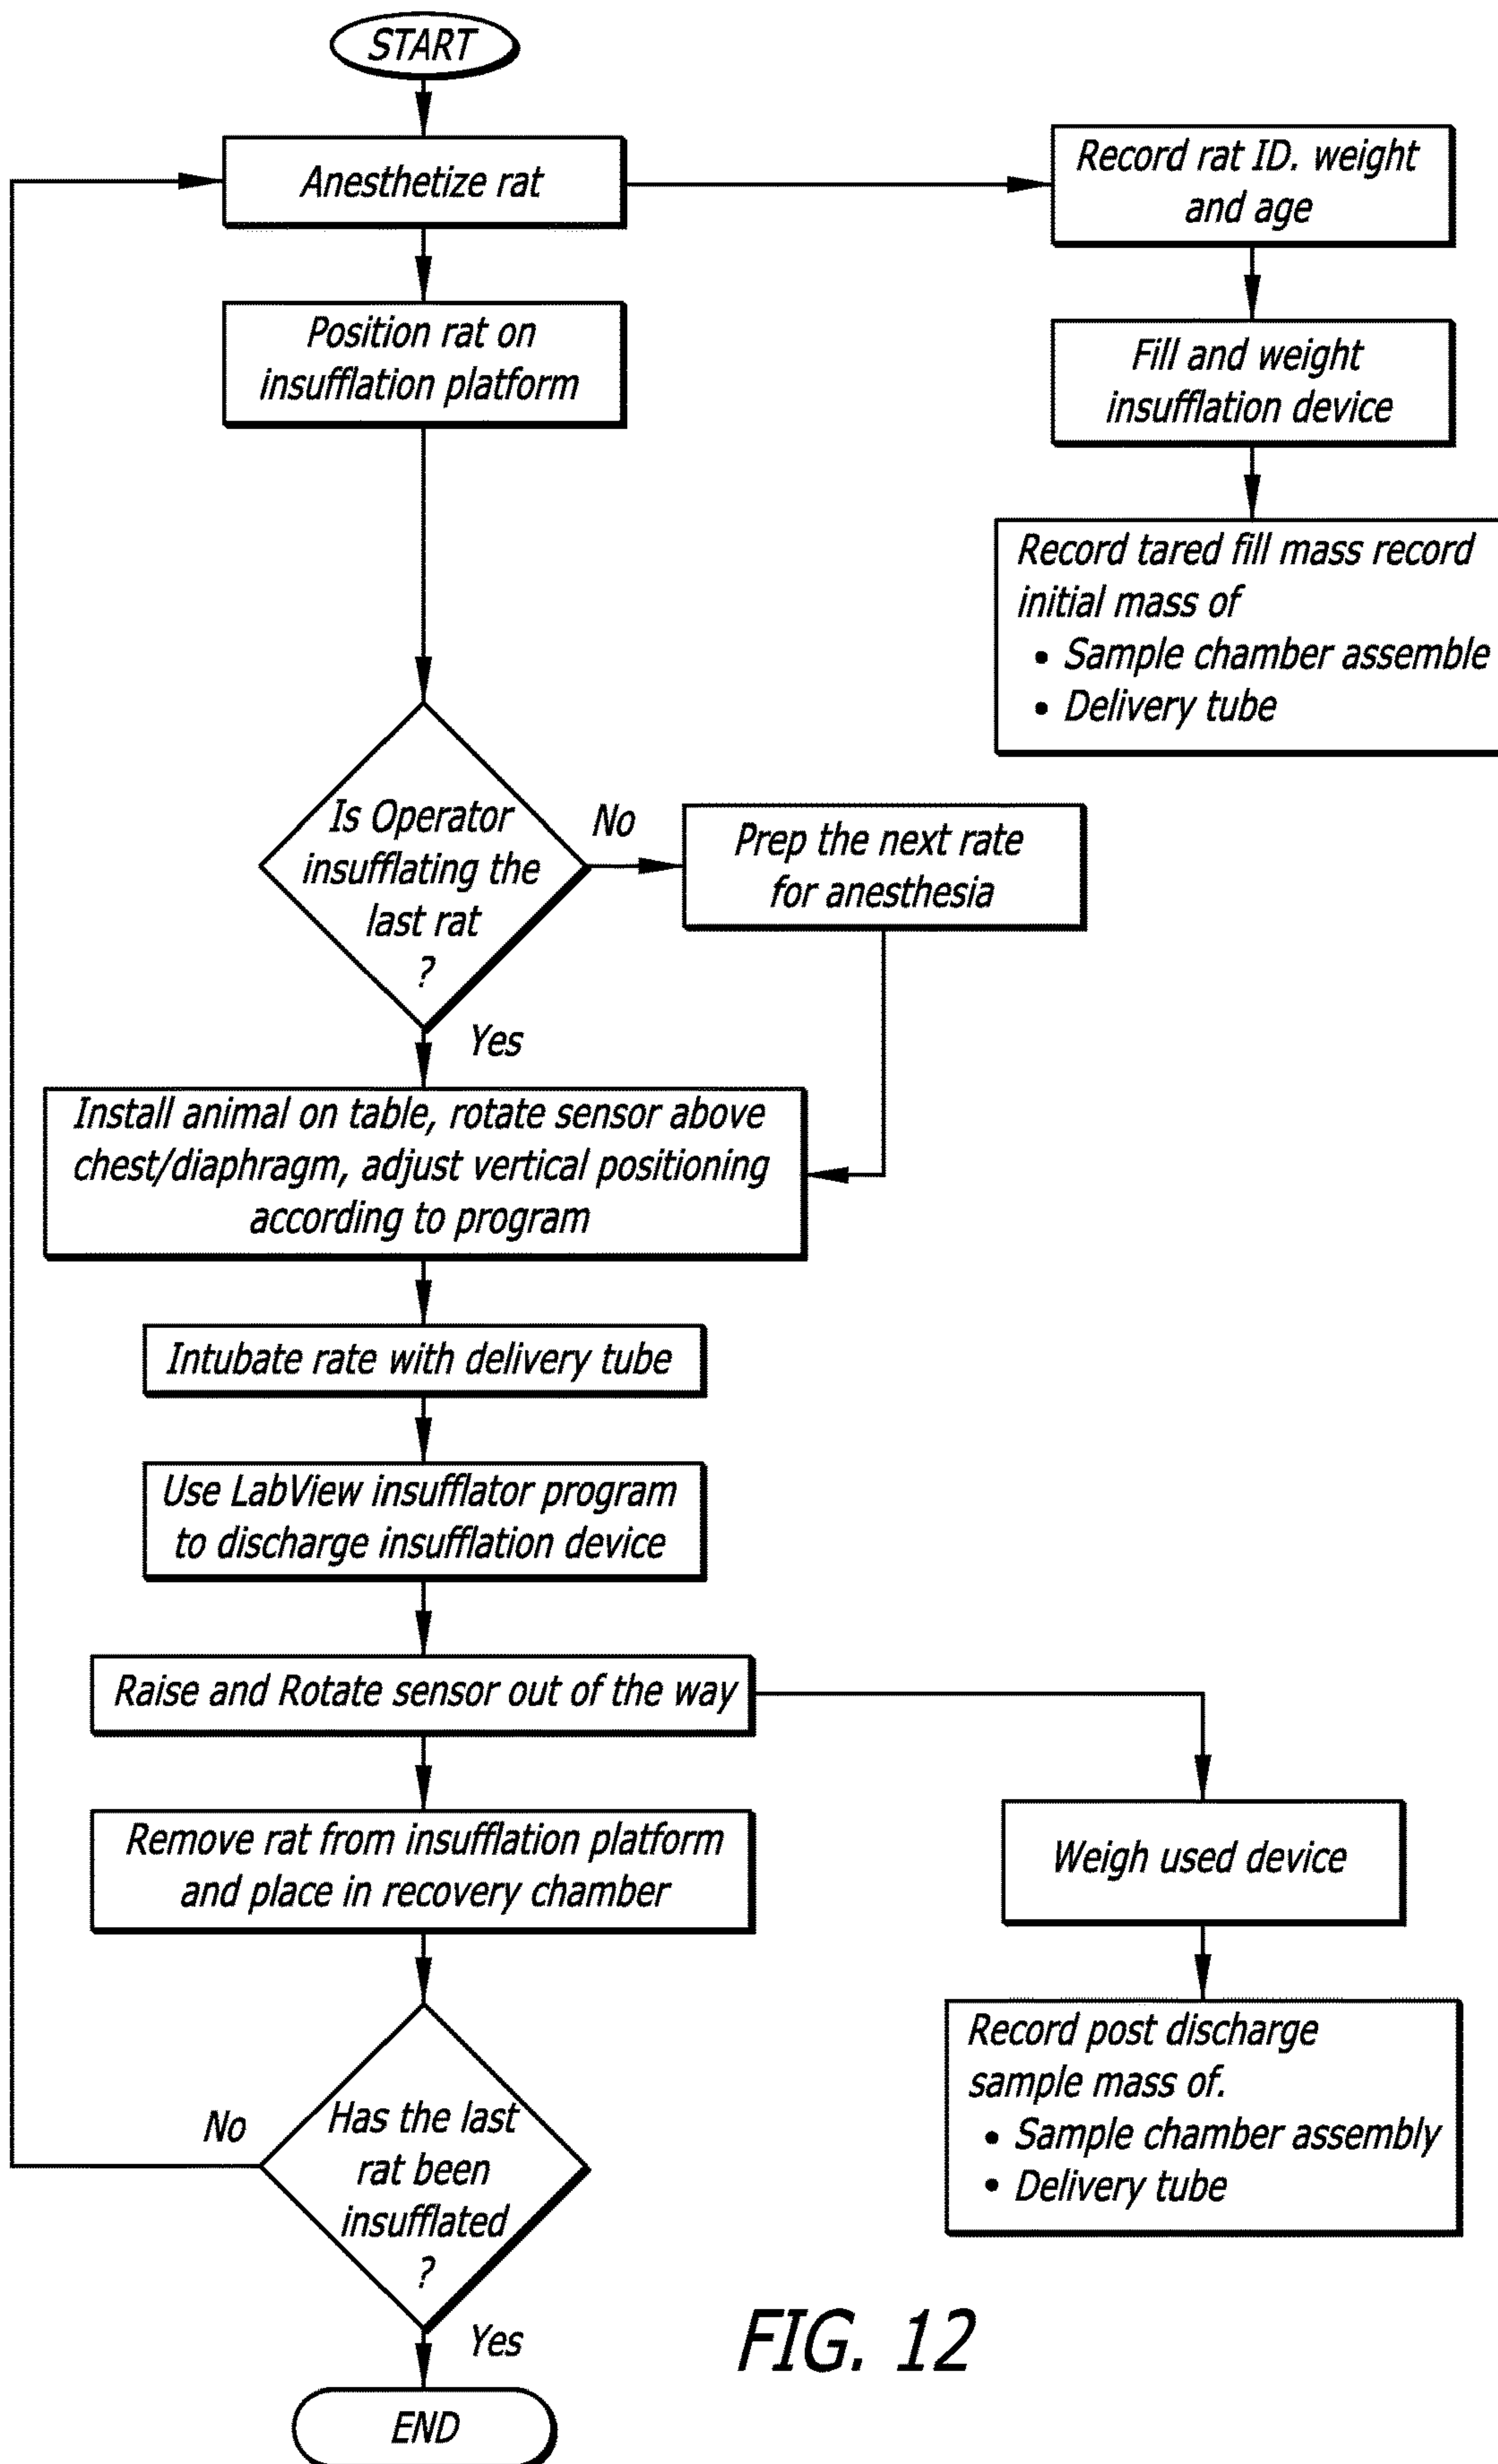 START
Anesthetize rat
Record rat ID. weight
and age
Position rat on
insufflation platform
Fill and weight
insufflation device
Record tared fill mass record
initial mass of
• Sample chamber assemble
• Delivery tube
Is Operator
insufflating the
last rat
?
No
Prep the next rate
for anesthesia
Yes
Install animal on table, rotate sensor above
chest/diaphragm, adjust vertical positioning
according to program
Intubate rate with delivery tube
Use LabView insufflator program
to discharge insufflation device
Raise and Rotate sensor out of the way
Remove rat from insufflation platform
and place in recovery chamber
Weigh used device
Record post discharge
sample mass of.
• Sample chamber assembly
• Delivery tube
No
Has the last
rat been
insufflated
?
Yes
END
FIG. 12